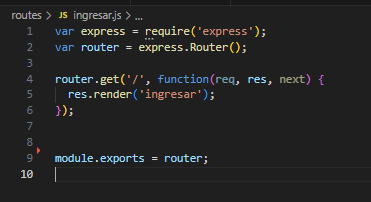 routes > JS ingresar.js > ...
1 var express = require('express');
2 var router = express.Router();
3
4 router.get('/', function(req, res, next) {
5 res.render('ingresar');
6 });
7
8
9 module.exports = router;
10